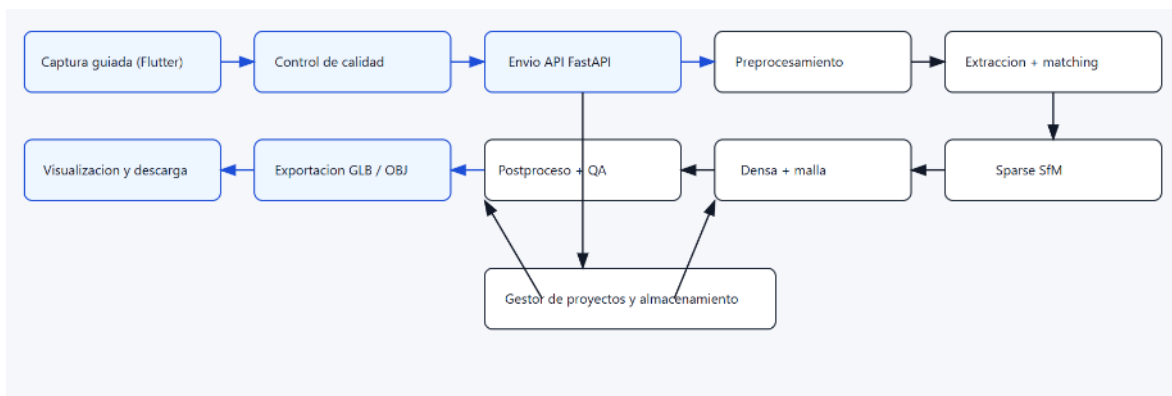 Captura guiada (Flutter)
Control de calidad
Envio API FastAPI
Preprocesamiento
Extraccion + matching
Visualizacion y descarga
Exportacion GLB / OBJ
Postproceso + QA
Densa + malla
Sparse SfM
Gestor de proyectos y almacenamiento